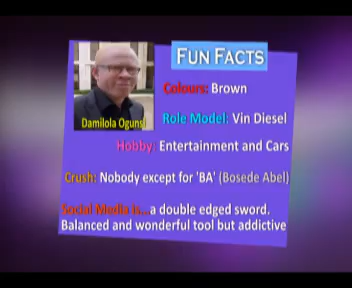 FUN FACTS
Colours: Brown
Damilola Ogunsi
Role Model: Vin Diesel
Hobby: Entertainment and Cars
Crush: Nobody except for 'BA' (Bosede Abel)
Social Media is...a double edged sword.
Balanced and wonderful tool but addictive